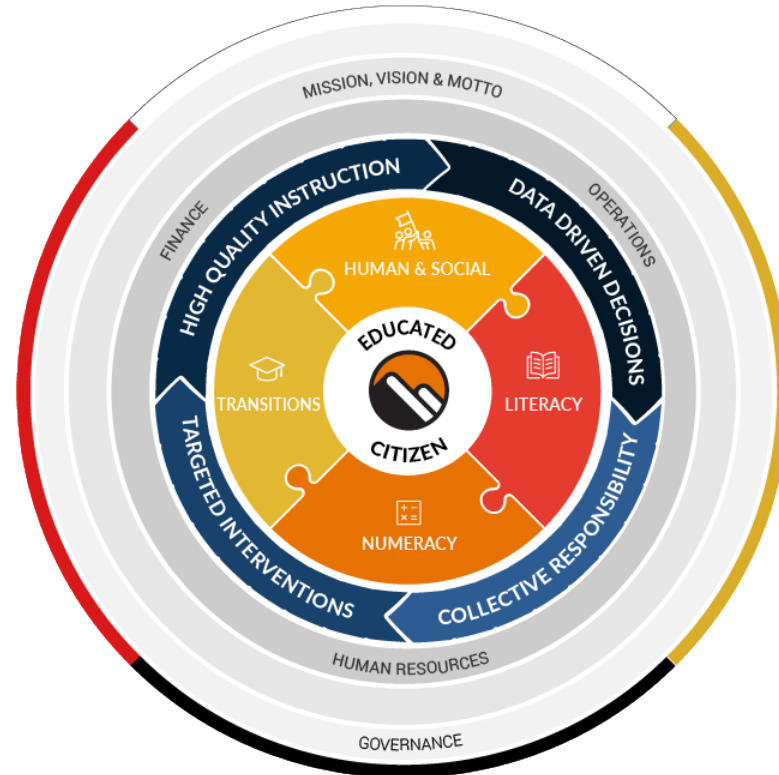 MISSION, VISION & MOTTO
FINANCE
OPERATIONS
HIGH QUALITY INSTRUCTION
DATA DRIVEN DECISIONS
HUMAN & SOCIAL
EDUCATED
TRANSITIONS
LITERACY
CITIZEN
NUMERACY
TARGETED INTERVENTIONS
COLLECTIVE RESPONSIBILITY
HUMAN RESOURCES
GOVERNANCE